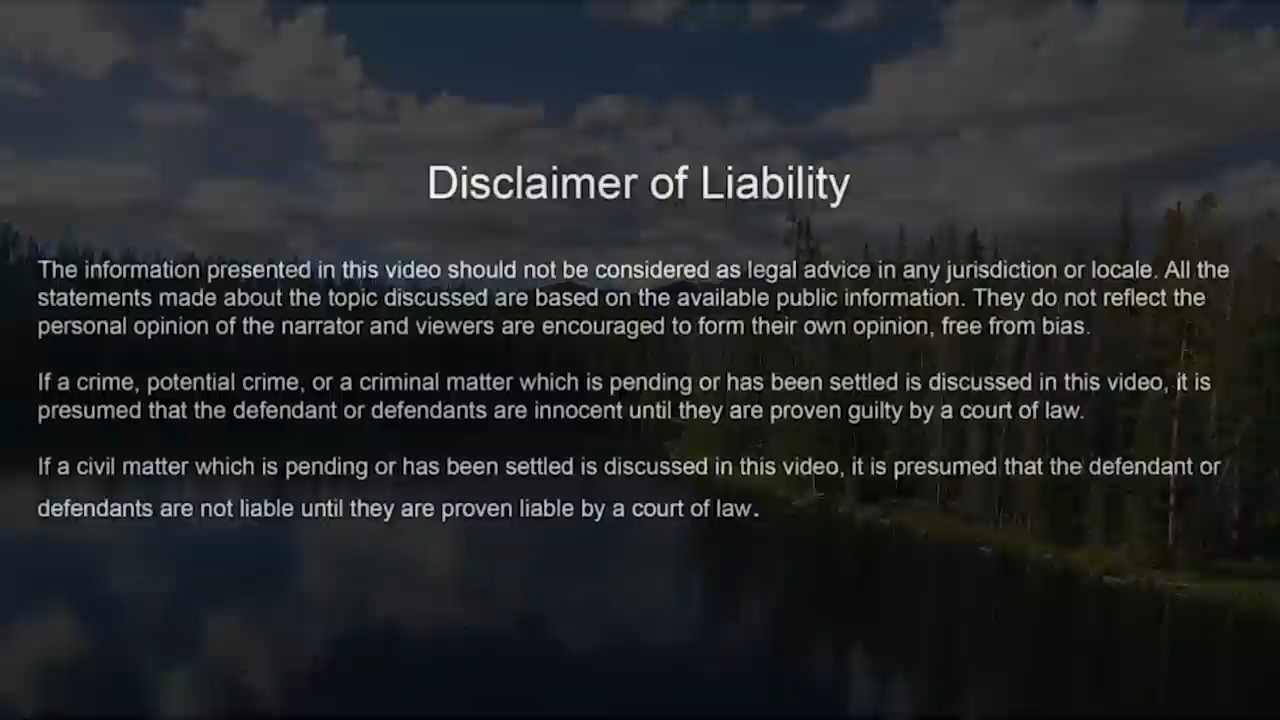 Disclaimer of Liability
The information presented in this video should not be considered as legal advice in any jurisdiction or locale. All the
statements made about the topic discussed are based on the available public information. They do not reflect the
personal opinion of the narrator and viewers are encouraged to form their own opinion, free from bias.
If a crime, potential crime, or a criminal matter which is pending or has been settled is discussed in this video, it is
presumed that the defendant or defendants are innocent until they are proven guilty by a court of law.
If a civil matter which is pending or has been settled is discussed in this video, it is presumed that the defendant or
defendants are not liable until they are proven liable by a court of law.